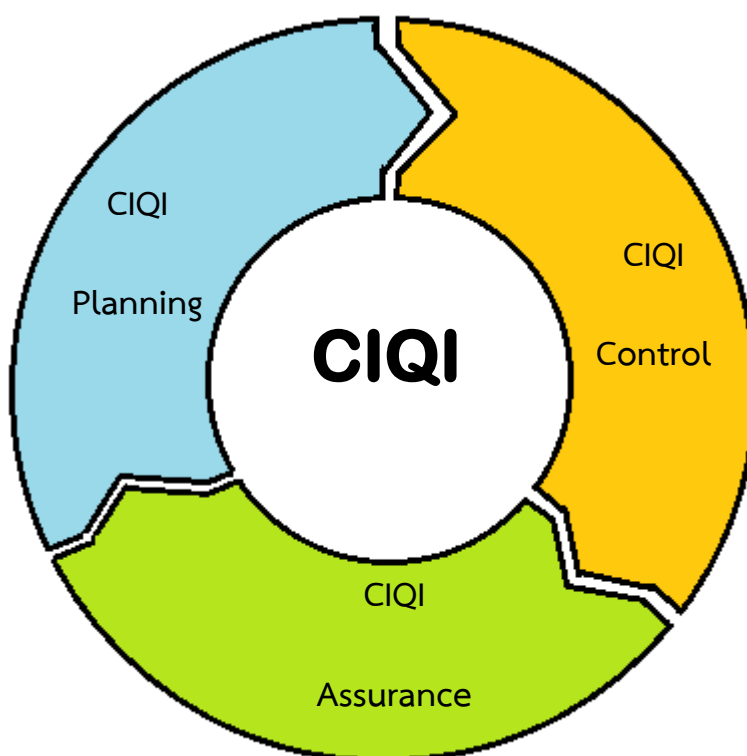 CIQI
Planning
CIQI
Control
CIQI
CIQI
Assurance